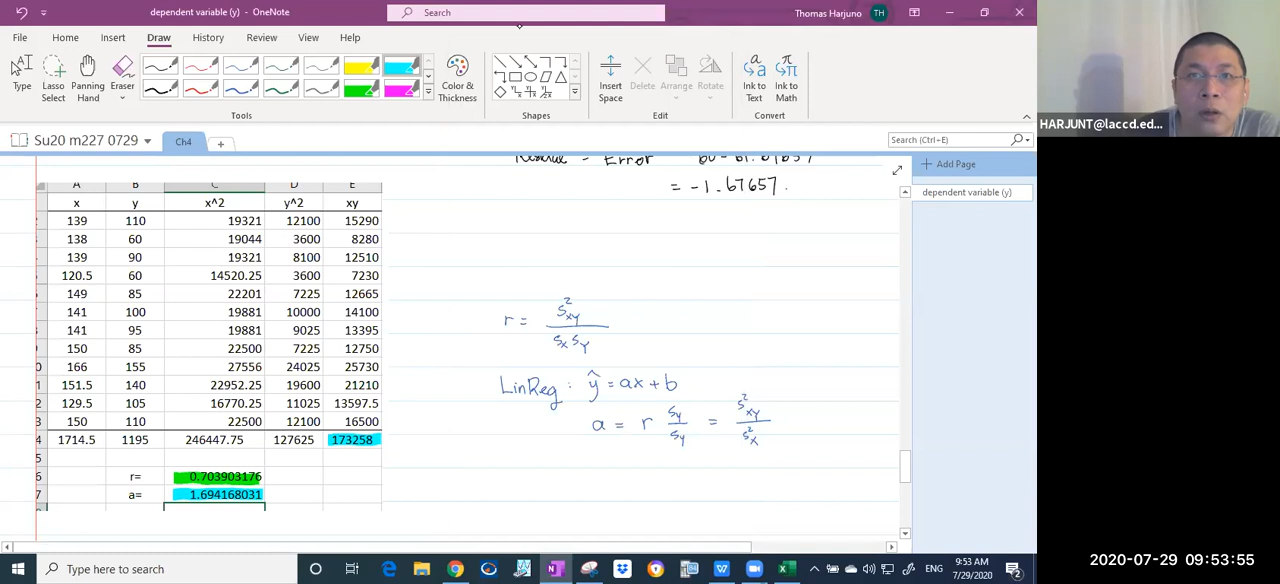 dependent variable (y) - OneNote
Search
Thomas Harjuno TH
File Home Insert Draw History Review View Help
Type
Lasso Select
Panning Hand
Eraser
Color & Thickness
Insert Space
Delete
Arrange
Rotate
Ink to Text
Ink to Math
Tools
Shapes
Edit
Convert
HARJUNT@laccd.ed...
Su20 m227 0729
Ch4
Search (Ctrl+E)
Add Page
dependent variable (y)
Residual = Error
= -1.67657.
A B C D E
x y x^2 y^2 xy
139 110 19321 12100 15290
138 60 19044 3600 8280
139 90 19321 8100 12510
120.5 60 14520.25 3600 7230
149 85 22201 7225 12665
141 100 19881 10000 14100
141 95 19881 9025 13395
150 85 22500 7225 12750
166 155 27556 24025 25730
151.5 140 22952.25 19600 21210
129.5 105 16770.25 11025 13597.5
150 110 22500 12100 16500
1714.5 1195 246447.75 127625 173258
r= 0.703903176
a= 1.694168031
r = s²xy / sx sy
LinReg: ŷ = ax + b
a = r sy / sy = s²xy / s²x
Type here to search
ENG
9:53 AM
7/29/2020
2
2020-07-29 09:53:55